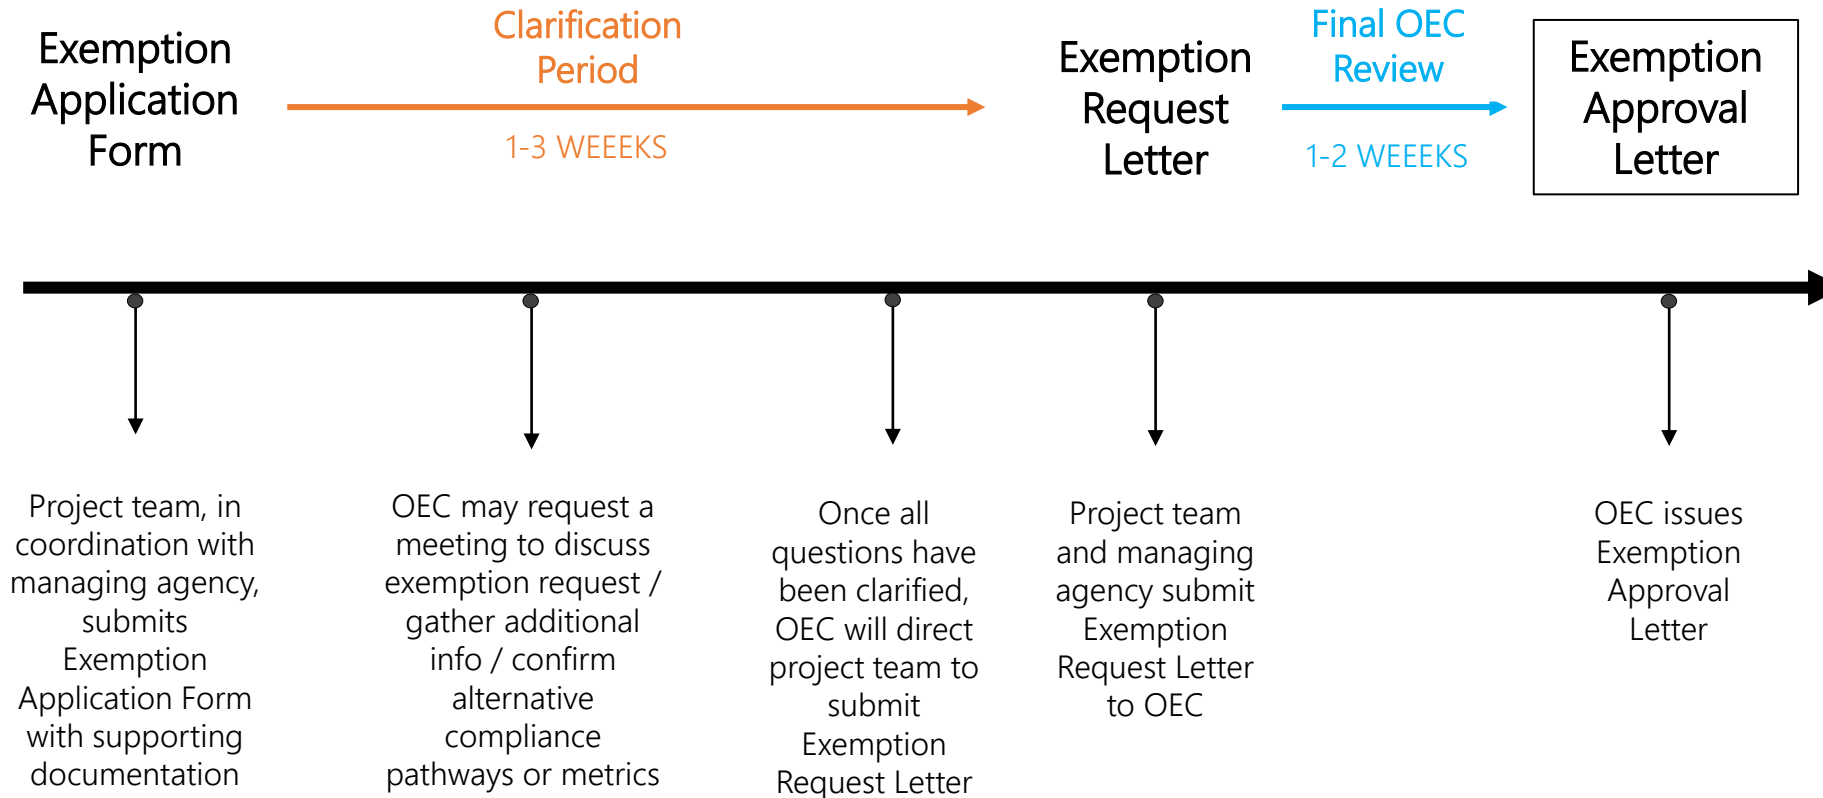 Exemption
Application
Form
Clarification
Period
1-3 WEEEKS
Exemption
Request
Letter
Final OEC
Review
1-2 WEEEKS
Exemption
Approval
Letter
Project team, in
coordination with
managing agency,
submits
Exemption
Application Form
with supporting
documentation
OEC may request a
meeting to discuss
exemption request /
gather additional
info / confirm
alternative
compliance
pathways or metrics
Once all
questions have
been clarified,
OEC will direct
project team to
submit
Exemption
Request Letter
Project team
and managing
agency submit
Exemption
Request Letter
to OEC
OEC issues
Exemption
Approval
Letter